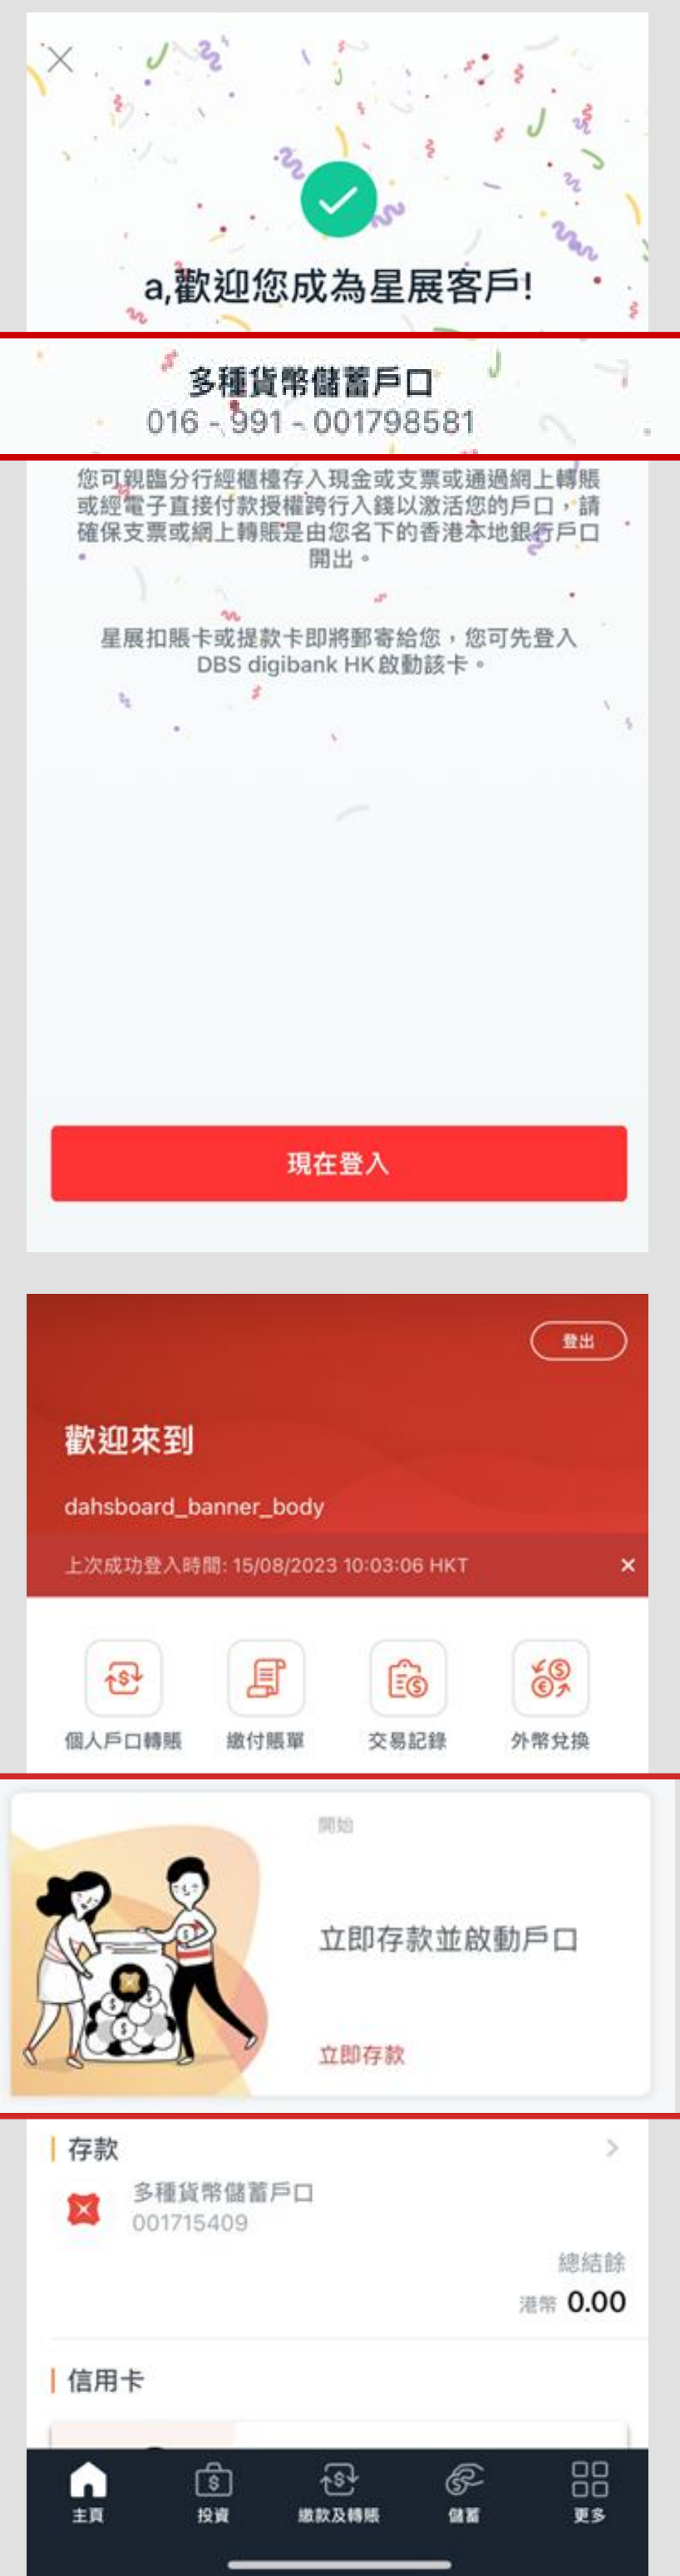 a,歡迎您成為星展客戶!
多種貨幣儲蓄戶口
016 - 991 - 001798581
您可親臨分行經櫃檯存入現金或支票或通過網上轉賬
或經電子直接付款授權跨行入錢以激活您的戶口，請
確保支票或網上轉賬是由您名下的香港本地銀行戶口
開出。
星展扣賬卡或提款卡即將郵寄給您，您可先登入
DBS digibank HK啟動該卡。
現在登入
登出
歡迎來到
dahsboard_banner_body
上次成功登入時間: 15/08/2023 10:03:06 HKT
個人戶口轉賬
繳付賬單
交易記錄
外幣兌換
開始
立即存款並啟動戶口
立即存款
存款
多種貨幣儲蓄戶口
001715409
總結餘
港幣 0.00
信用卡
主頁
投資
繳款及轉賬
儲蓄
更多